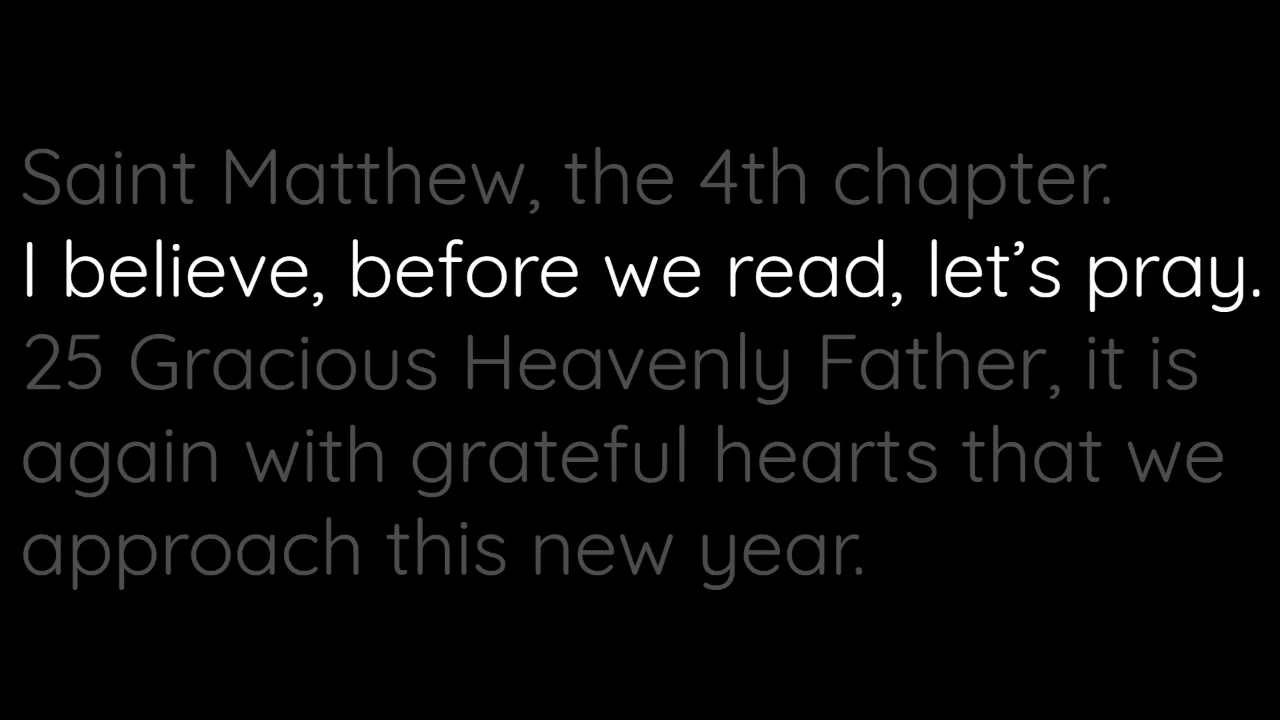 Saint Matthew, the 4th chapter.
I believe, before we read, let’s pray.
25 Gracious Heavenly Father, it is
again with grateful hearts that we
approach this new year.